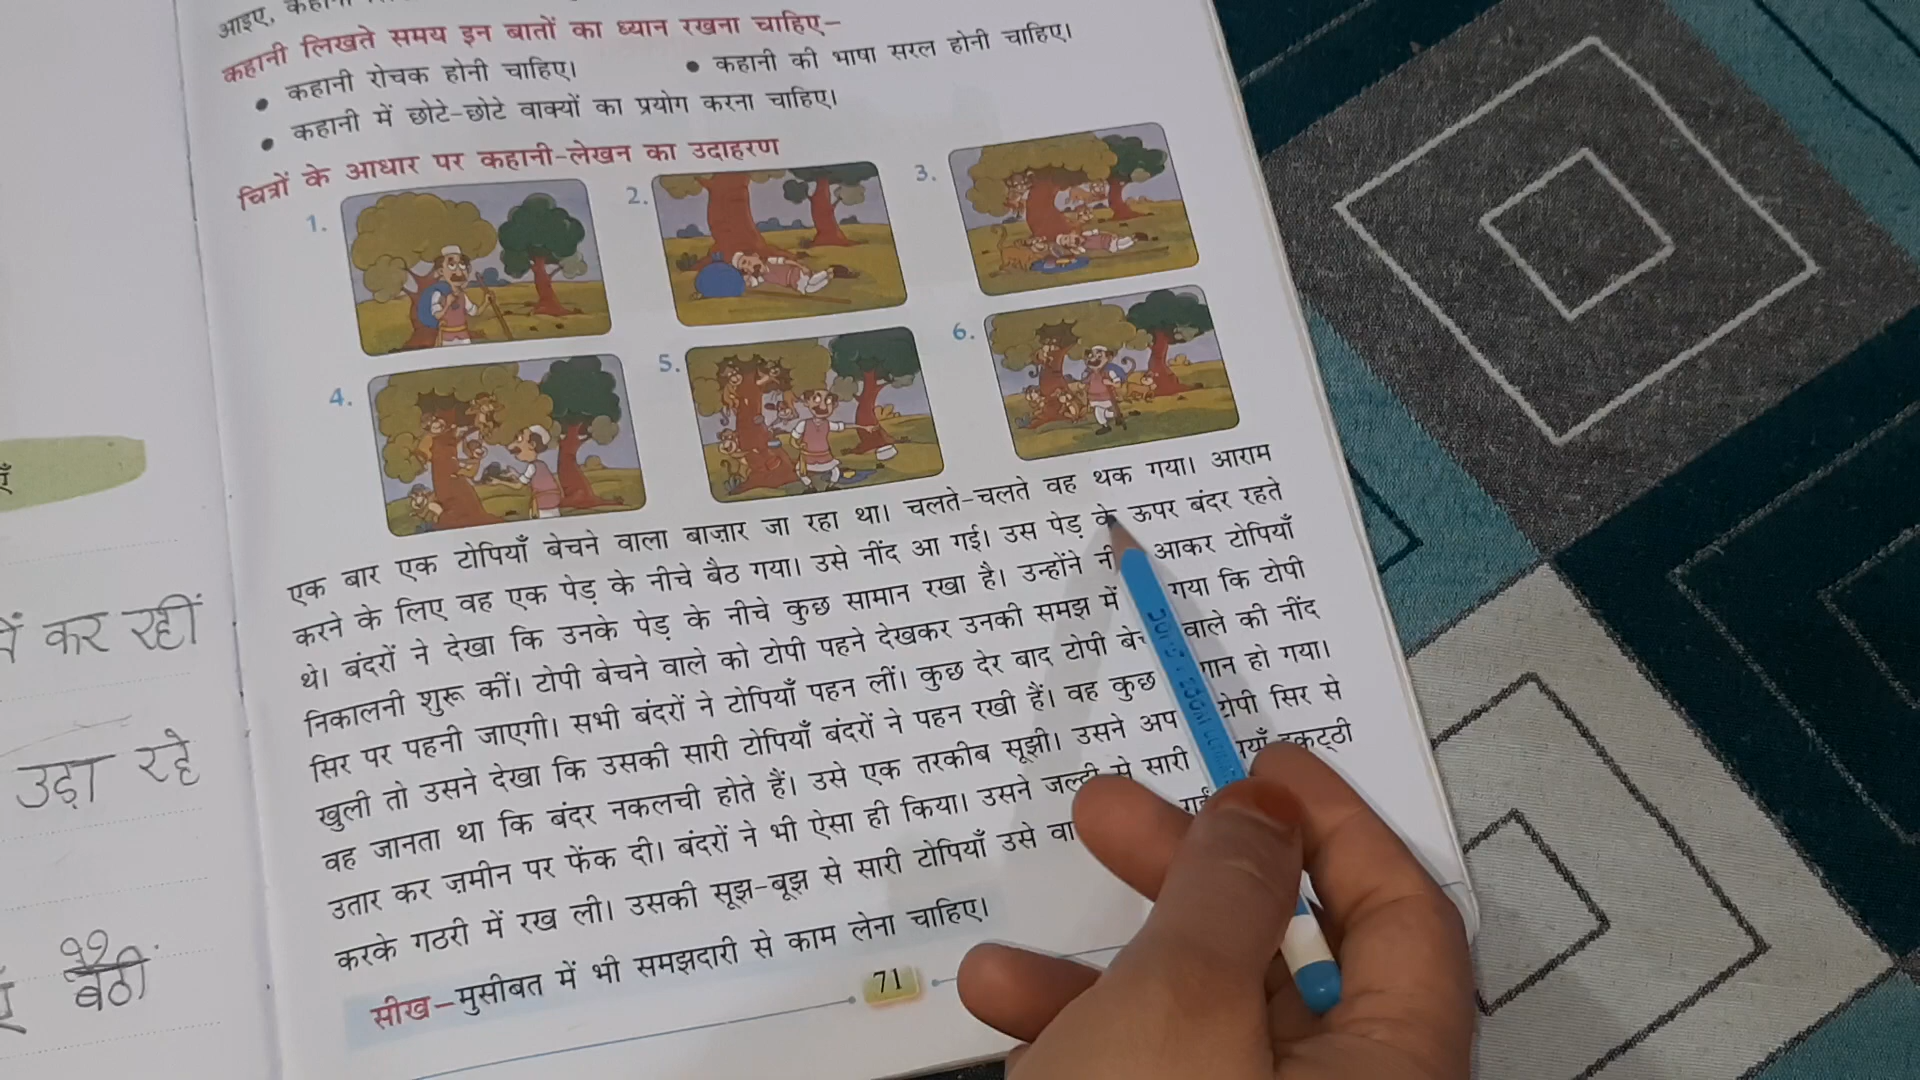 आइए,
कहानी लिखते समय इन बातों का ध्यान रखना चाहिए–
• कहानी रोचक होनी चाहिए। • कहानी की भाषा सरल होनी चाहिए।
• कहानी में छोटे-छोटे वाक्यों का प्रयोग करना चाहिए।
चित्रों के आधार पर कहानी-लेखन का उदाहरण
1. 2. 3.
4. 5. 6.
एक बार एक टोपियाँ बेचने वाला बाज़ार जा रहा था। चलते-चलते वह थक गया। आराम
करने के लिए वह एक पेड़ के नीचे बैठ गया। उसे नींद आ गई। उस पेड़ के ऊपर बंदर रहते
थे। बंदरों ने देखा कि उनके पेड़ के नीचे कुछ सामान रखा है। उन्होंने आकर टोपियाँ
निकालनी शुरू कीं। टोपी बेचने वाले को टोपी पहने देखकर उनकी समझ में गया कि टोपी
सिर पर पहनी जाएगी। सभी बंदरों ने टोपियाँ पहन लीं। कुछ देर बाद टोपी वाले की नींद
खुली तो उसने देखा कि उसकी सारी टोपियाँ बंदरों ने पहन रखी हैं। वह कुछ हो गया।
वह जानता था कि बंदर नकलची होते हैं। उसे एक तरकीब सूझी। उसने टोपी सिर से
उतार कर ज़मीन पर फेंक दी। बंदरों ने भी ऐसा ही किया। उसने जल्दी से सारी इकट्ठी
करके गठरी में रख ली। उसकी सूझ-बूझ से सारी टोपियाँ उसे
सीख–मुसीबत में भी समझदारी से काम लेना चाहिए।
71
कर रहीं
उड़ा रहे
बैठी